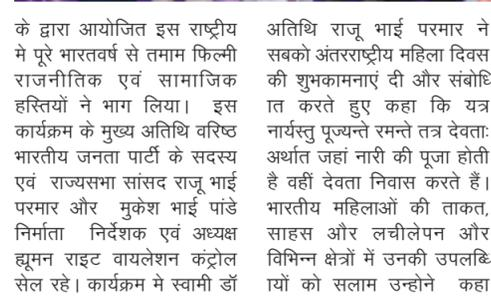 के द्वारा आयोजित इस राष्ट्रीय
मे पूरे भारतवर्ष से तमाम फिल्मी
राजनीतिक एवं सामाजिक
हस्तियों ने भाग लिया। इस
कार्यक्रम के मुख्य अतिथि वरिष्ठ
भारतीय जनता पार्टी के सदस्य
एवं राज्यसभा सांसद राजू भाई
परमार और मुकेश भाई पांडे
निर्माता निर्देशक एवं अध्यक्ष
ह्यूमन राइट वायलेशन कंट्रोल
सेल रहे। कार्यक्रम मे स्वामी डॉ
अतिथि राजू भाई परमार ने
सबको अंतरराष्ट्रीय महिला दिवस
की शुभकामनाएं दी और संबोधि
ात करते हुए कहा कि यत्र
नार्यस्तु पूज्यन्ते रमन्ते तत्र देवताः
अर्थात जहां नारी की पूजा होती
है वहीं देवता निवास करते हैं।
भारतीय महिलाओं की ताकत,
साहस और लचीलेपन और
विभिन्न क्षेत्रों में उनकी उपलब्धि
ायों को सलाम उन्होने कहा